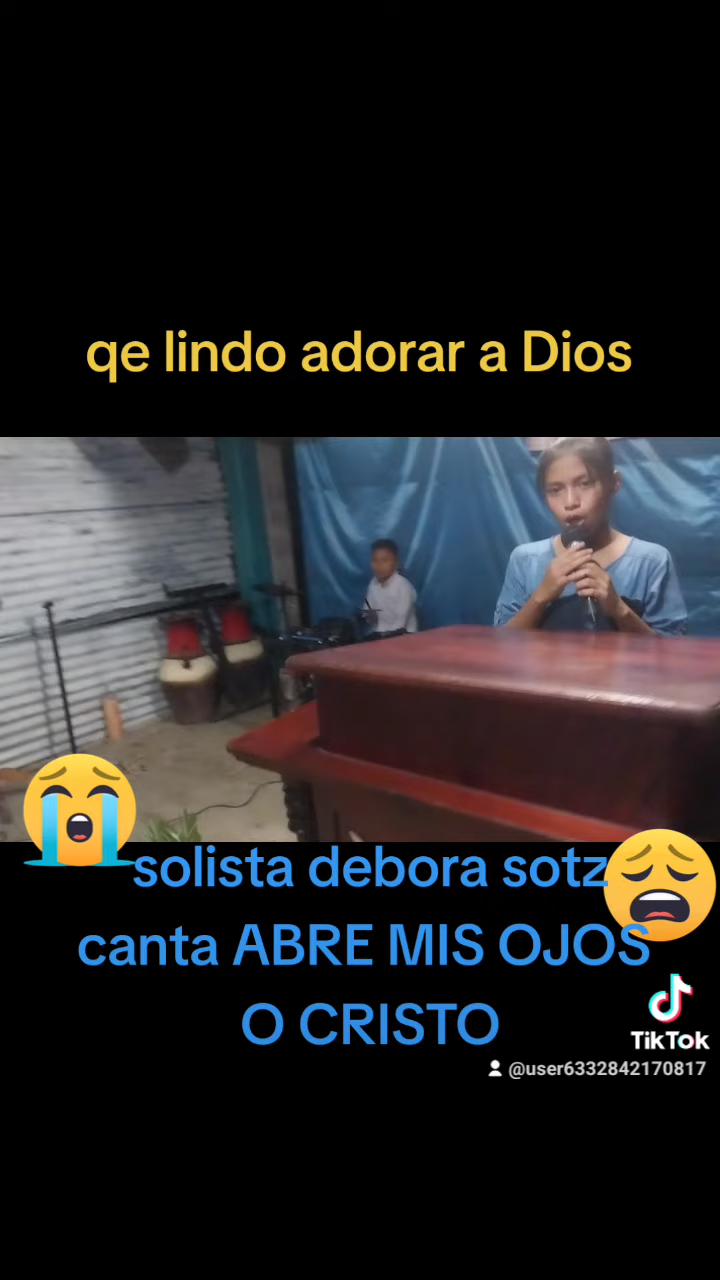 qe lindo adorar a Dios
solista debora sotz
canta ABRE MIS OJOS
O CRISTO
TikTok
@user6332842170817